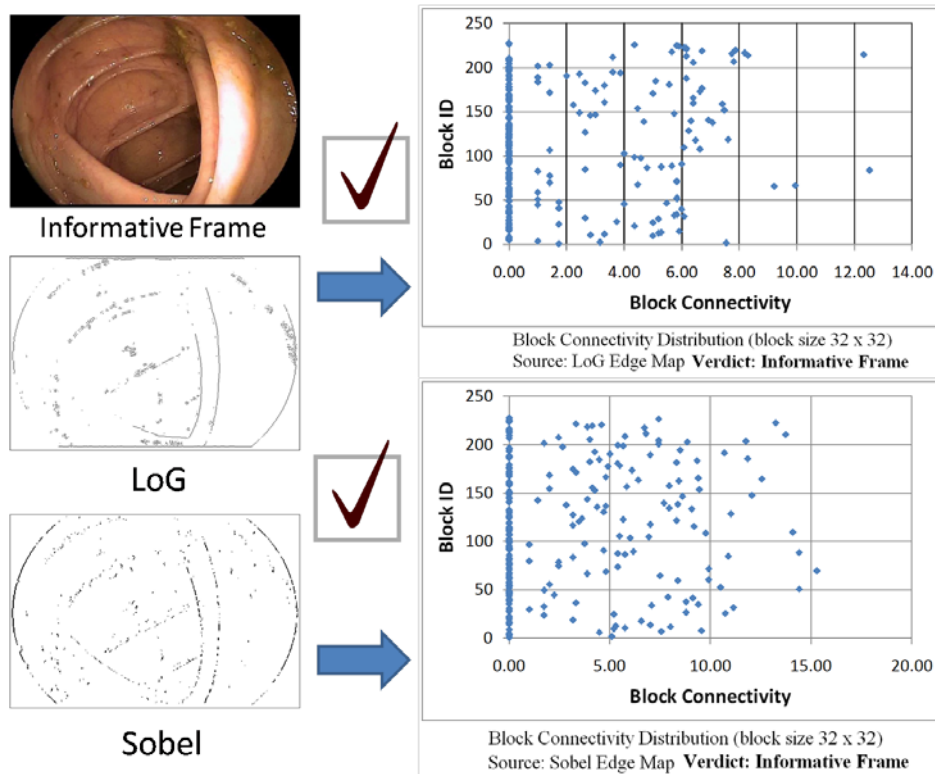 Informative Frame
LoG
Sobel
250
200
150
100
50
0
Block ID
0.00 2.00 4.00 6.00 8.00 10.00 12.00 14.00
Block Connectivity
Block Connectivity Distribution (block size 32 x 32)
Source: LoG Edge Map Verdict: Informative Frame
250
200
150
100
50
0
Block ID
0.00 5.00 10.00 15.00 20.00
Block Connectivity
Block Connectivity Distribution (block size 32 x 32)
Source: Sobel Edge Map Verdict: Informative Frame